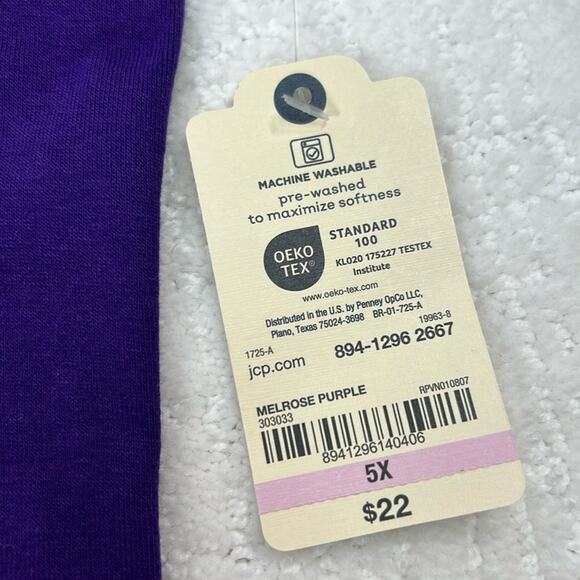 MACHINE WASHABLE
pre-washed
to maximize softness
OEKO
TEX®
STANDARD
100
KL020 175227 TESTEX
Institute
www.oeko-tex.com
Distributed in the U.S. by Penney OpCo LLC,
Plano, Texas 75024-3698 BR-01-725-A
1725-A 19963-8
jcp.com 894-1296 2667
MELROSE PURPLE RPVN010807
303033
8941296140406
5X
$22